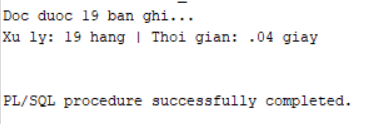 Doc duoc 19 ban ghi...
Xu ly: 19 hang | Thoi gian: .04 giay
PL/SQL procedure successfully completed.